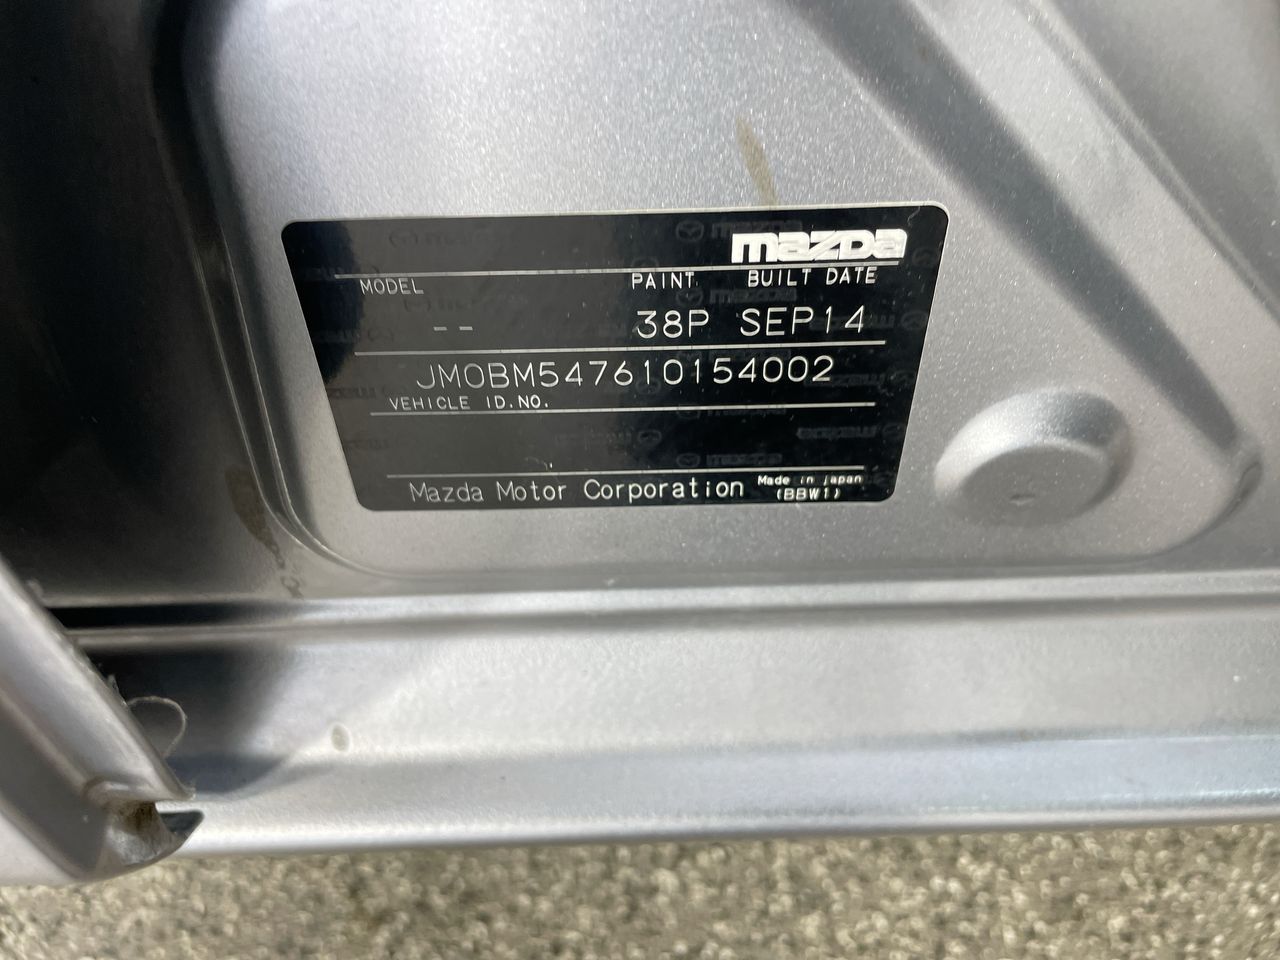 mazda
MODEL PAINT BUILT DATE
-- 38P SEP14
JM0BM547610154002
VEHICLE ID.NO.
Mazda Motor Corporation Made in japan
(BBW1)